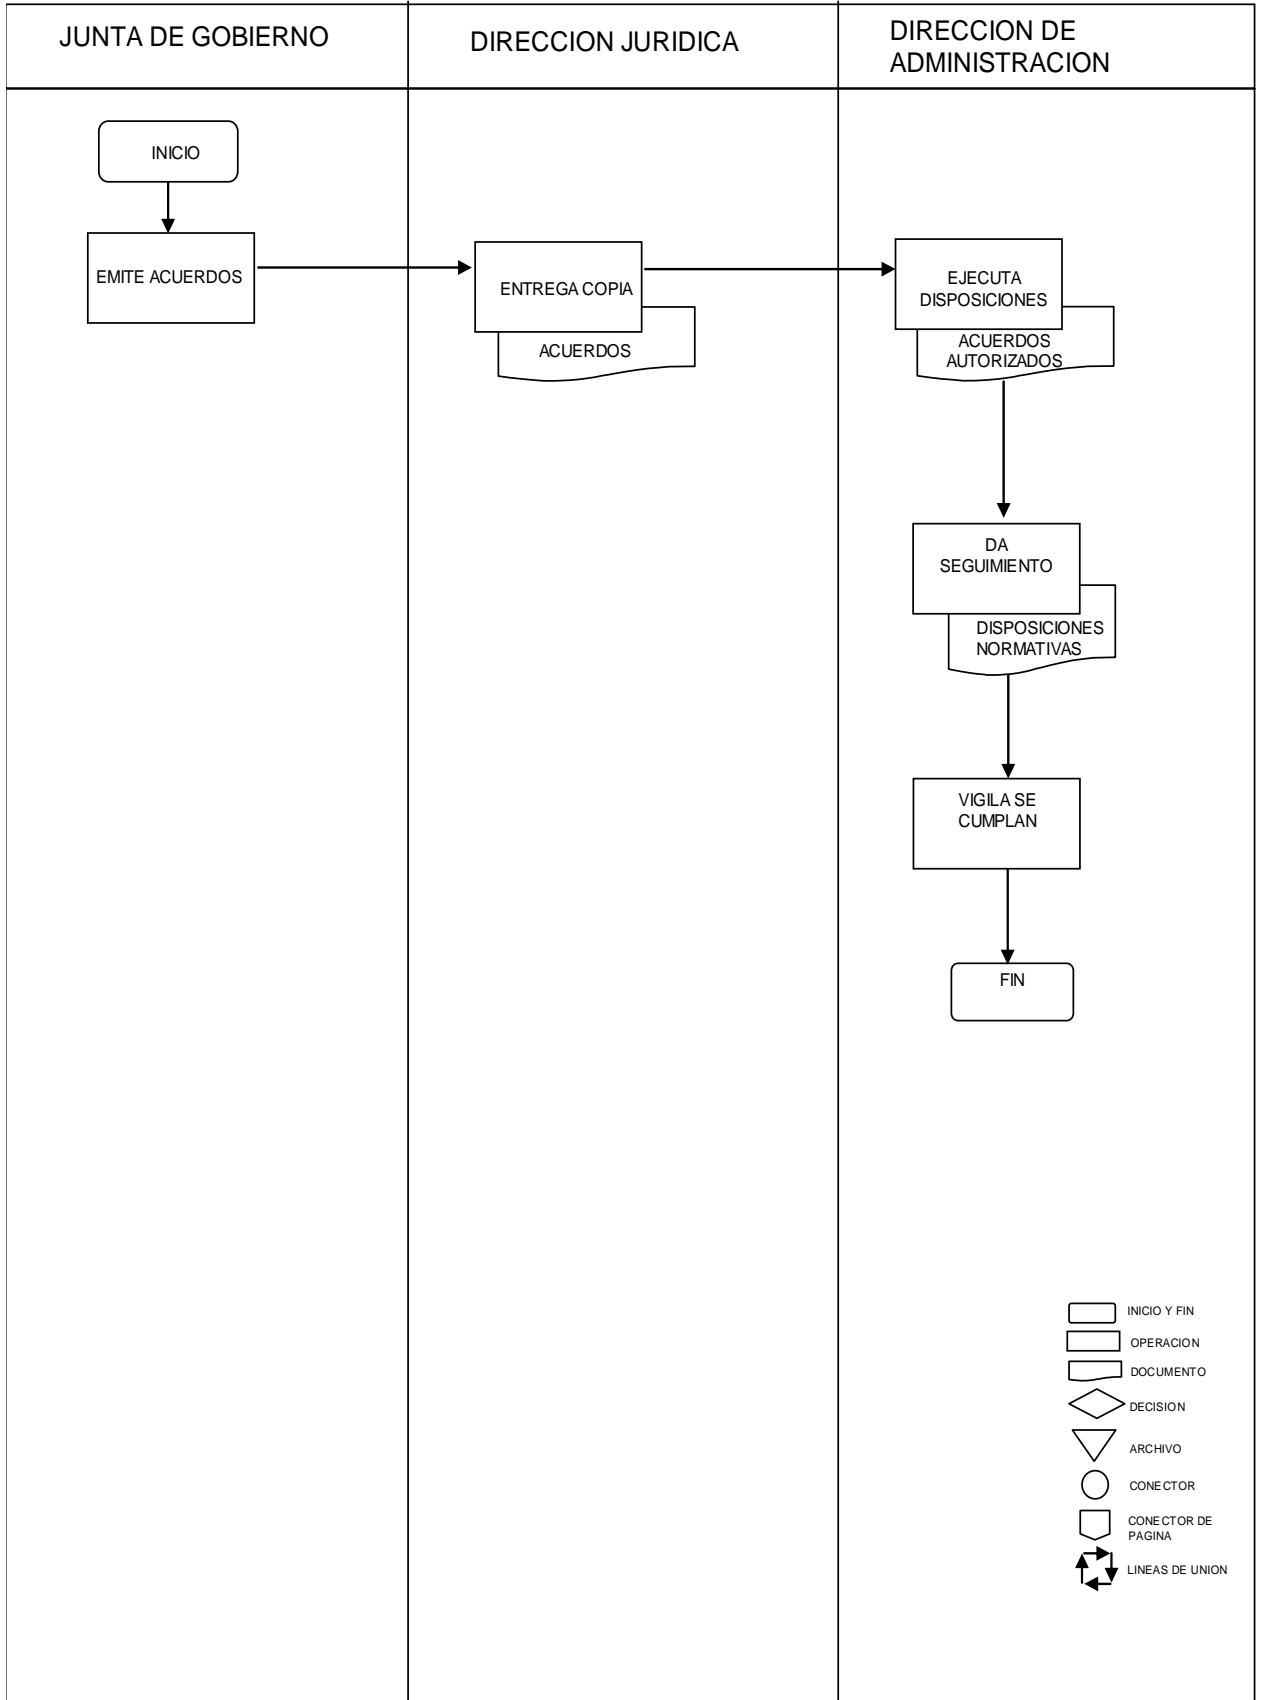 JUNTA DE GOBIERNO
DIRECCION JURIDICA
DIRECCION DE
ADMINISTRACION
INICIO
EMITE ACUERDOS
ENTREGA COPIA
ACUERDOS
EJECUTA
DISPOSICIONES
ACUERDOS
AUTORIZADOS
DA
SEGUIMIENTO
DISPOSICIONES
NORMATIVAS
VIGILA SE
CUMPLAN
FIN
INICIO Y FIN
OPERACION
DOCUMENTO
DECISION
ARCHIVO
CONECTOR
CONECTOR DE
PAGINA
LINEAS DE UNION